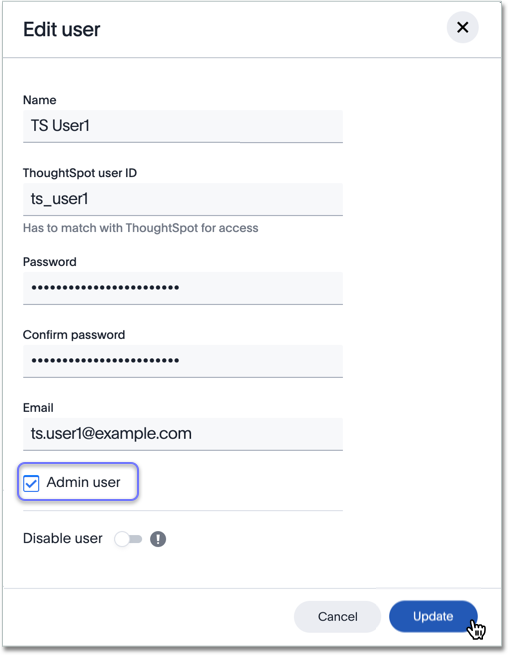 Edit user
Name
TS User1
ThoughtSpot user ID
ts_user1
Has to match with ThoughtSpot for access
Password
••••••••••••••••••••••••
Confirm password
••••••••••••••••••••••••
Email
ts.user1@example.com
Admin user
Disable user
Cancel
Update